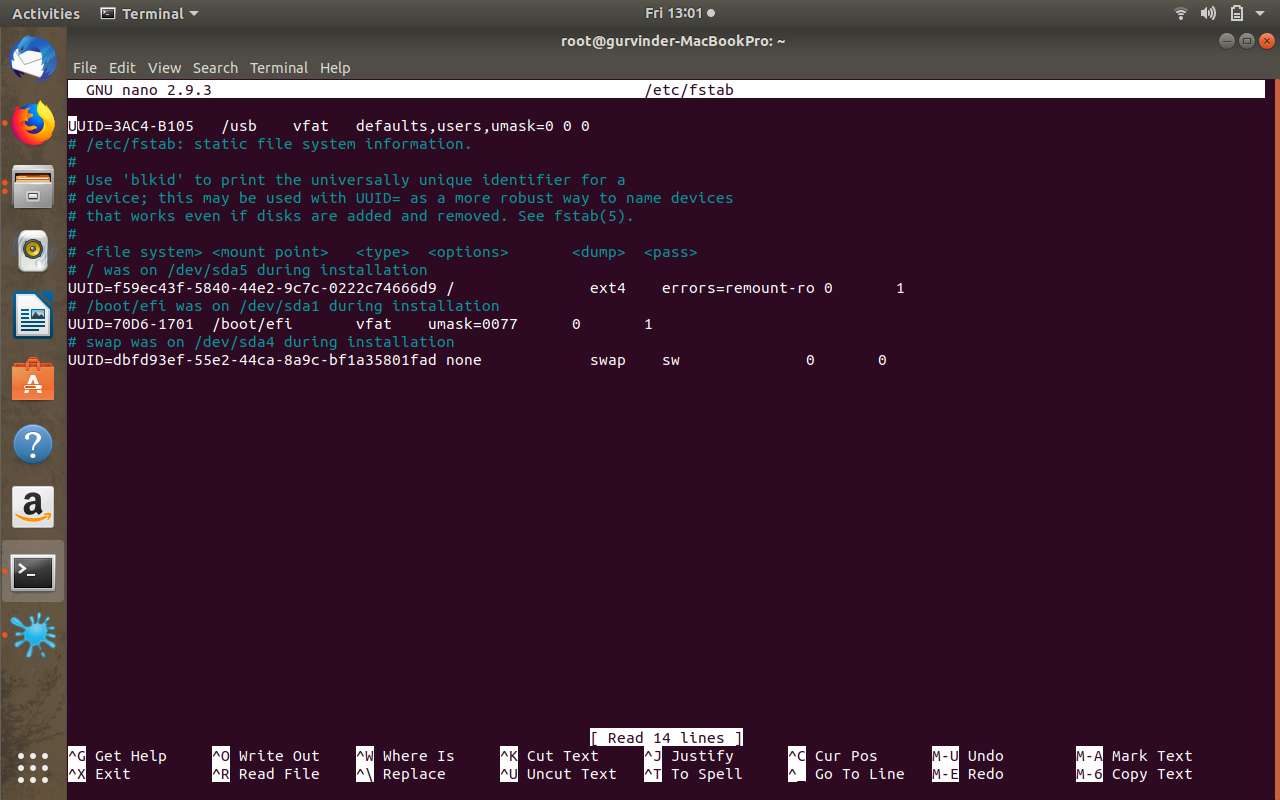 Activities Terminal Fri 13:01
root@gurvinder-MacBookPro: ~
File Edit View Search Terminal Help
GNU nano 2.9.3 /etc/fstab
UUID=3AC4-B105 /usb vfat defaults,users,umask=0 0 0
# /etc/fstab: static file system information.
#
# Use 'blkid' to print the universally unique identifier for a
# device; this may be used with UUID= as a more robust way to name devices
# that works even if disks are added and removed. See fstab(5).
#
# <file system> <mount point> <type> <options> <dump> <pass>
# / was on /dev/sda5 during installation
UUID=f59ec43f-5840-44e2-9c7c-0222c74666d9 / ext4 errors=remount-ro 0 1
# /boot/efi was on /dev/sda1 during installation
UUID=70D6-1701 /boot/efi vfat umask=0077 0 1
# swap was on /dev/sda4 during installation
UUID=dbfd93ef-55e2-44ca-8a9c-bf1a35801fad none swap sw 0 0
[ Read 14 lines ]
^G Get Help ^O Write Out ^W Where Is ^K Cut Text ^J Justify ^C Cur Pos M-U Undo M-A Mark Text
^X Exit ^R Read File ^\ Replace ^U Uncut Text ^T To Spell ^_ Go To Line M-E Redo M-6 Copy Text